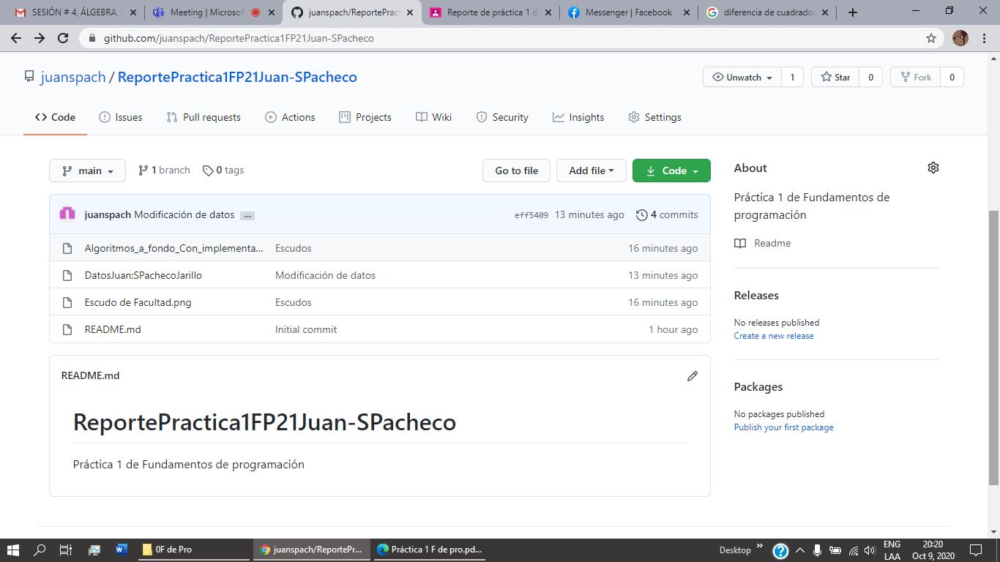 SESIÓN # 4, ÁLGEBRA,
Meeting | Microsoft
juanspach/ReportePract
Reporte de práctica 1 d
Messenger | Facebook
diferencia de cuadrados
github.com/juanspach/ReportePractica1FP21Juan-SPacheco
juanspach / ReportePractica1FP21Juan-SPacheco
Unwatch 1
Star 0
Fork 0
Code
Issues
Pull requests
Actions
Projects
Wiki
Security
Insights
Settings
main
1 branch
0 tags
Go to file
Add file
Code
juanspach Modificación de datos ...
eff5409 13 minutes ago
4 commits
Algoritmos_a_fondo_Con_implementa... Escudos 16 minutes ago
DatosJuan:SPachecoJarillo Modificación de datos 13 minutes ago
Escudo de Facultad.png Escudos 16 minutes ago
README.md Initial commit 1 hour ago
README.md
ReportePractica1FP21Juan-SPacheco
Práctica 1 de Fundamentos de programación
About
Práctica 1 de Fundamentos de
programación
Readme
Releases
No releases published
Create a new release
Packages
No packages published
Publish your first package
0F de Pro
juanspach/ReportePr...
Práctica 1 F de pro.pd...
Desktop
ENG
LAA
20:20
Oct 9, 2020